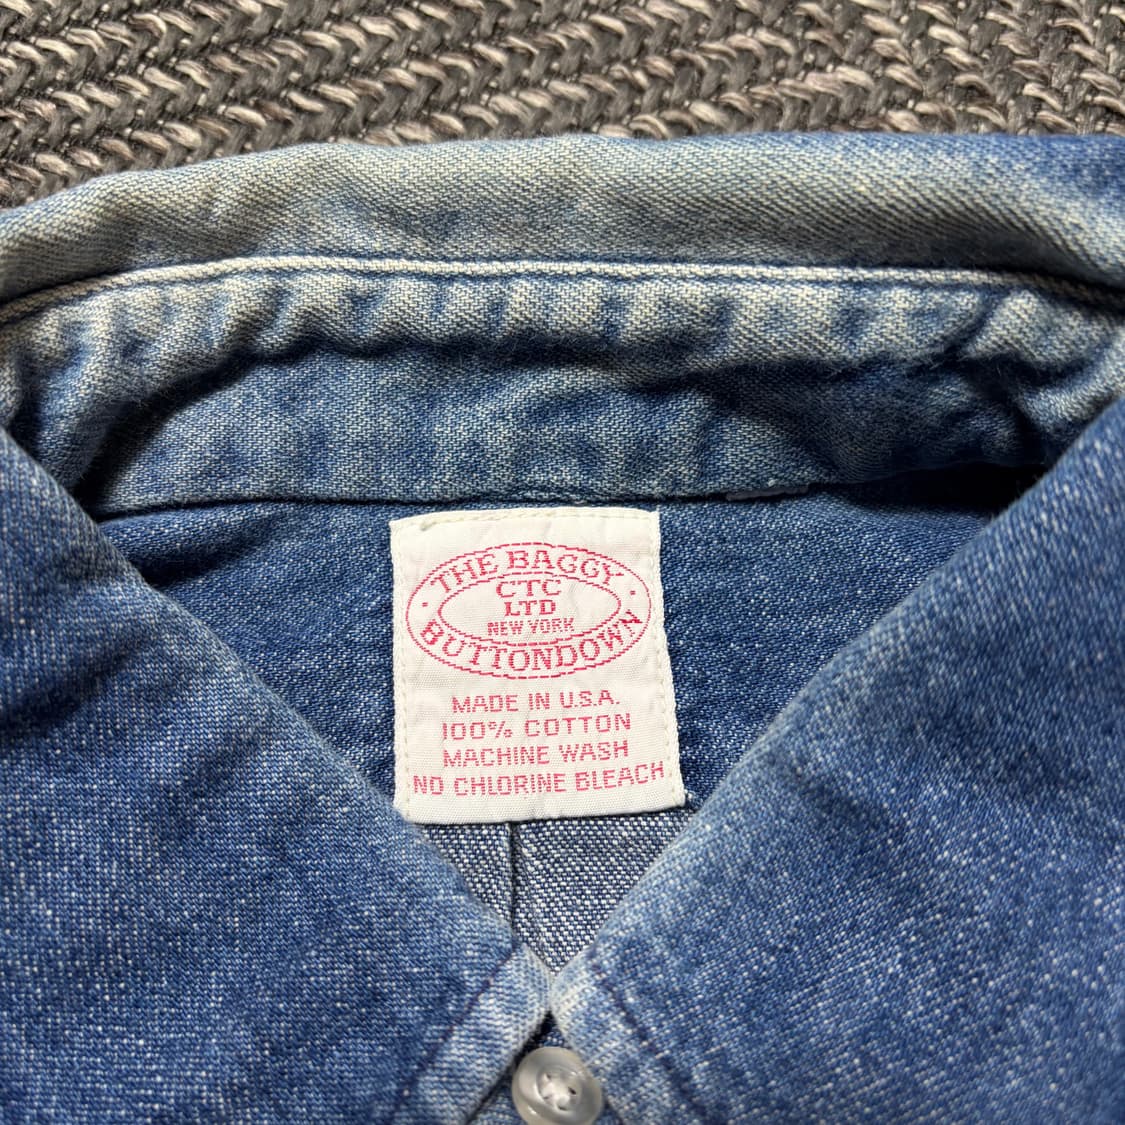 THE BAGGY
CTC
LTD
NEW YORK
BUTTONDOWN
MADE IN U.S.A.
100% COTTON
MACHINE WASH
NO CHLORINE BLEACH